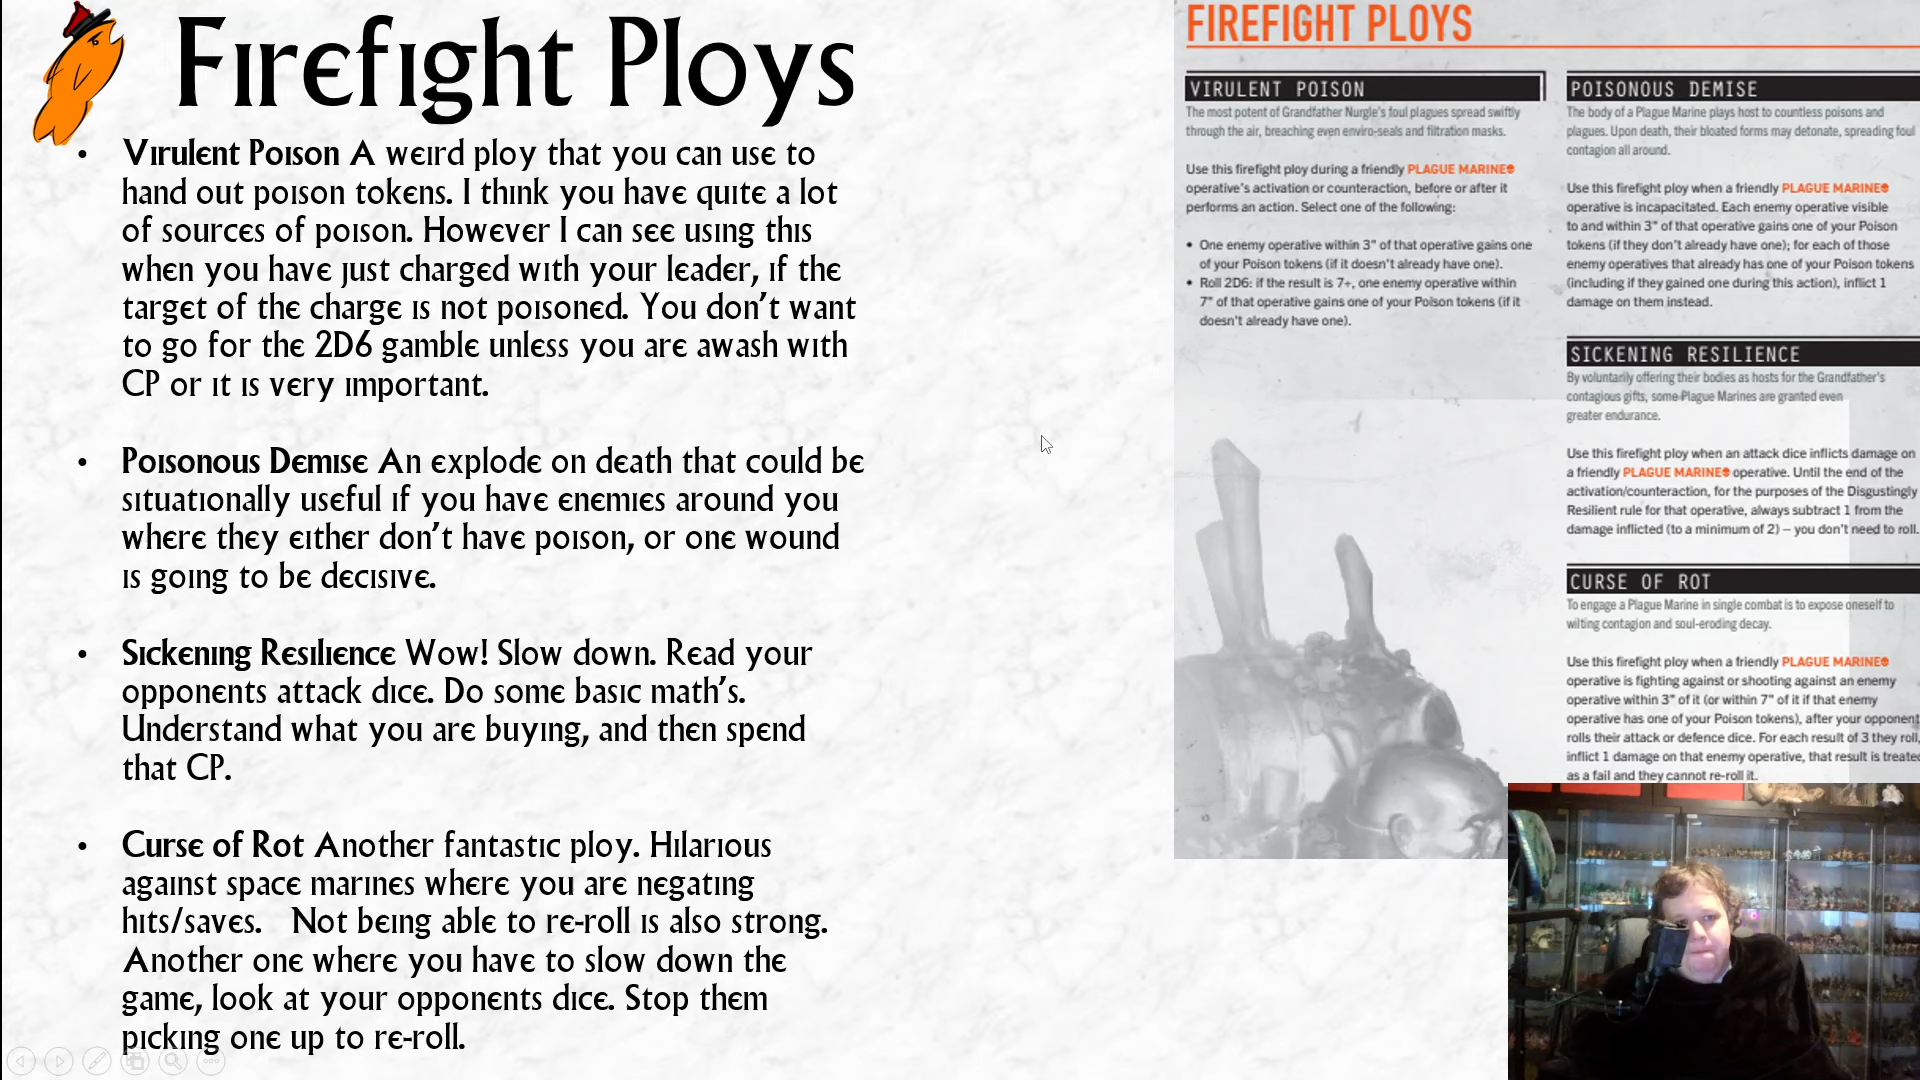 Firefight Ploys
• Virulent Poison A weird ploy that you can use to
hand out poison tokens. I think you have quite a lot
of sources of poison. However I can see using this
when you have just charged with your leader, if the
target of the charge is not poisoned. You don't want
to go for the 2D6 gamble unless you are awash with
CP or it is very important.
• Poisonous Demise An explode on death that could be
situationally useful if you have enemies around you
where they either don't have poison, or one wound
is going to be decisive.
• Sickening Resilience Wow! Slow down. Read your
opponents attack dice. Do some basic math's.
Understand what you are buying, and then spend
that CP.
• Curse of Rot Another fantastic ploy. Hilarious
against space marines where you are negating
hits/saves. Not being able to re-roll is also strong.
Another one where you have to slow down the
game, look at your opponents dice. Stop them
picking one up to re-roll.
FIREFIGHT PLOYS
VIRULENT POISON
The most potent of Grandfather Nurgle's foul plagues spread swiftly
through the air, breaching even enviro-seals and filtration masks.
Use this firefight ploy during a friendly PLAGUE MARINE
operative's activation or counteraction, before or after it
performs an action. Select one of the following:
• One enemy operative within 3" of that operative gains one
of your Poison tokens (if it doesn't already have one).
• Roll 2D6: if the result is 7+, one enemy operative within
7" of that operative gains one of your Poison tokens (if it
doesn't already have one).
POISONOUS DEMISE
The body of a Plague Marine plays host to countless poisons and
plagues. Upon death, their bloated forms may detonate, spreading foul
contagion all around.
Use this firefight ploy when a friendly PLAGUE MARINE
operative is incapacitated. Each enemy operative visible
to and within 3" of that operative gains one of your Poison
tokens (if they don't already have one); for each of those
enemy operatives that already has one of your Poison tokens
(including if they gained one during this action), inflict 1
damage on them instead.
SICKENING RESILIENCE
By voluntarily offering their bodies as hosts for the Grandfather's
contagious gifts, some Plague Marines are granted even
greater endurance.
Use this firefight ploy when an attack dice inflicts damage on
a friendly PLAGUE MARINE operative. Until the end of the
activation/counteraction, for the purposes of the Disgustingly
Resilient rule for that operative, always subtract 1 from the
damage inflicted (to a minimum of 2) – you don't need to roll.
CURSE OF ROT
To engage a Plague Marine in single combat is to expose oneself to
wilting contagion and soul-eroding decay.
Use this firefight ploy when a friendly PLAGUE MARINE
operative is fighting against or shooting against an enemy
operative within 3" of it (or within 7" of it if that enemy
operative has one of your Poison tokens), after your opponent
rolls their attack or defence dice. For each result of 3 they roll,
inflict 1 damage on that enemy operative, that result is treated
as a fail and they cannot re-roll it.